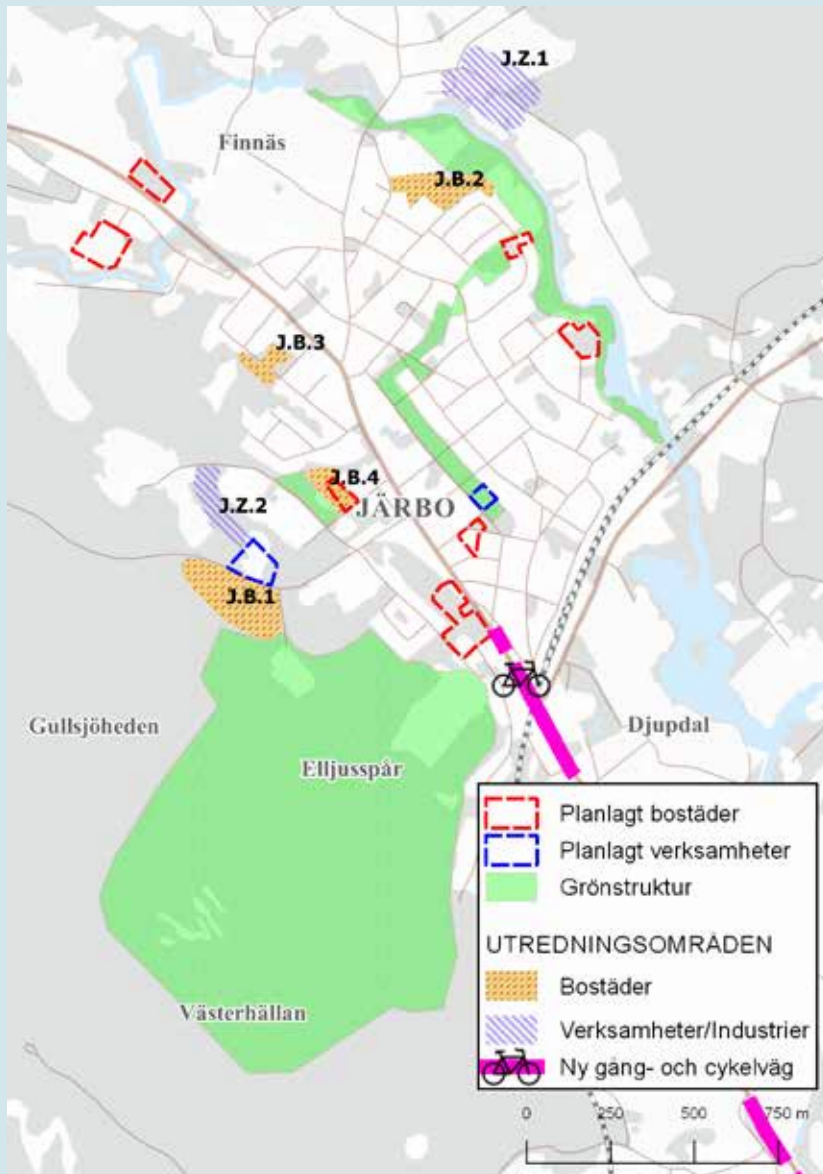 J.Z.1
Finnäs
J.B.2
J.B.3
J.B.4
J.Z.2
JÄRBO
J.B.1
Gullsjöheden
Djupdal
Elljusspår
Planlagt bostäder
Planlagt verksamheter
Grönstruktur
UTREDNINGSOMRÅDEN
Bostäder
Västerhällan
Verksamheter/Industrier
Ny gång- och cykelväg
0 250 500 750 m